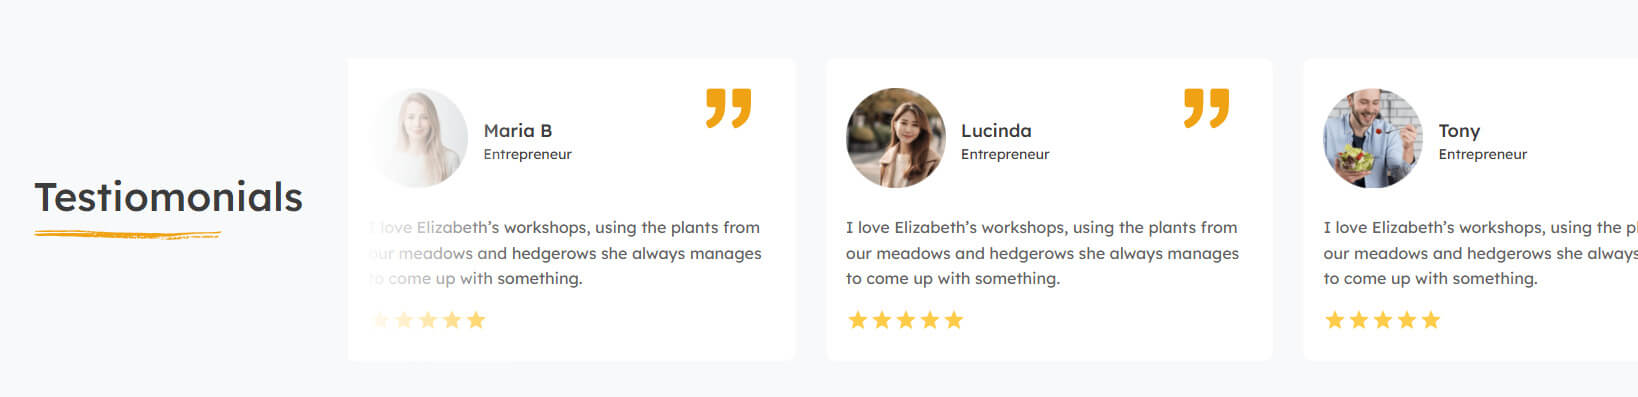 Testiomonials
Maria B
Entrepreneur
I love Elizabeth’s workshops, using the plants from
our meadows and hedgerows she always manages
to come up with something.
Lucinda
Entrepreneur
I love Elizabeth’s workshops, using the plants from
our meadows and hedgerows she always manages
to come up with something.
Tony
Entrepreneur
I love Elizabeth’s workshops, using the
our meadows and hedgerows she always
to come up with something.